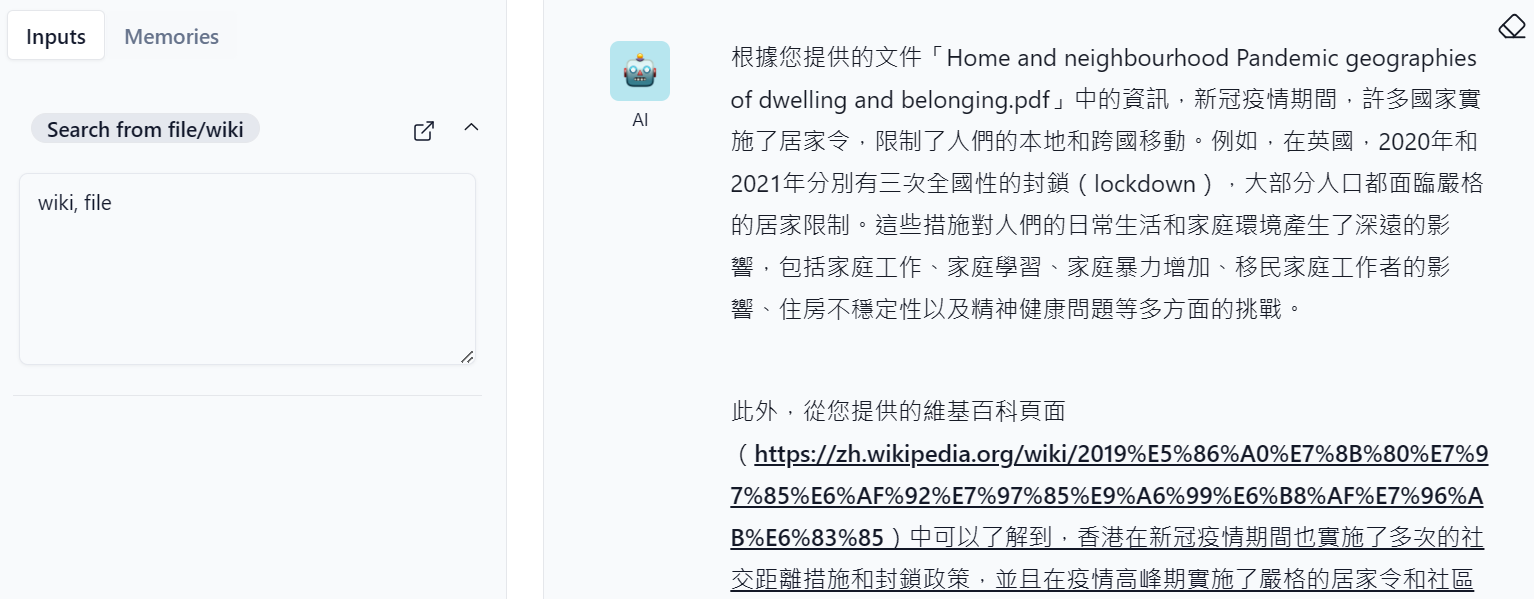 Inputs
Memories
Search from file/wiki
wiki, file
AI
根據您提供的文件「Home and neighbourhood Pandemic geographies
of dwelling and belonging.pdf」中的資訊，新冠疫情期間，許多國家實
施了居家令，限制了人們的本地和跨國移動。例如，在英國，2020年和
2021年分別有三次全國性的封鎖（lockdown），大部分人口都面臨嚴格
的居家限制。這些措施對人們的日常生活和家庭環境產生了深遠的影
響，包括家庭工作、家庭學習、家庭暴力增加、移民家庭工作者的影
響、住房不穩定性以及精神健康問題等多方面的挑戰。
此外，從您提供的維基百科頁面
（https://zh.wikipedia.org/wiki/2019%E5%86%A0%E7%8B%80%E7%9
7%85%E6%AF%92%E7%97%85%E9%A6%99%E6%B8%AF%E7%96%A
B%E6%83%85）中可以了解到，香港在新冠疫情期間也實施了多次的社
交距離措施和封鎖政策，並且在疫情高峰期實施了嚴格的居家令和社區